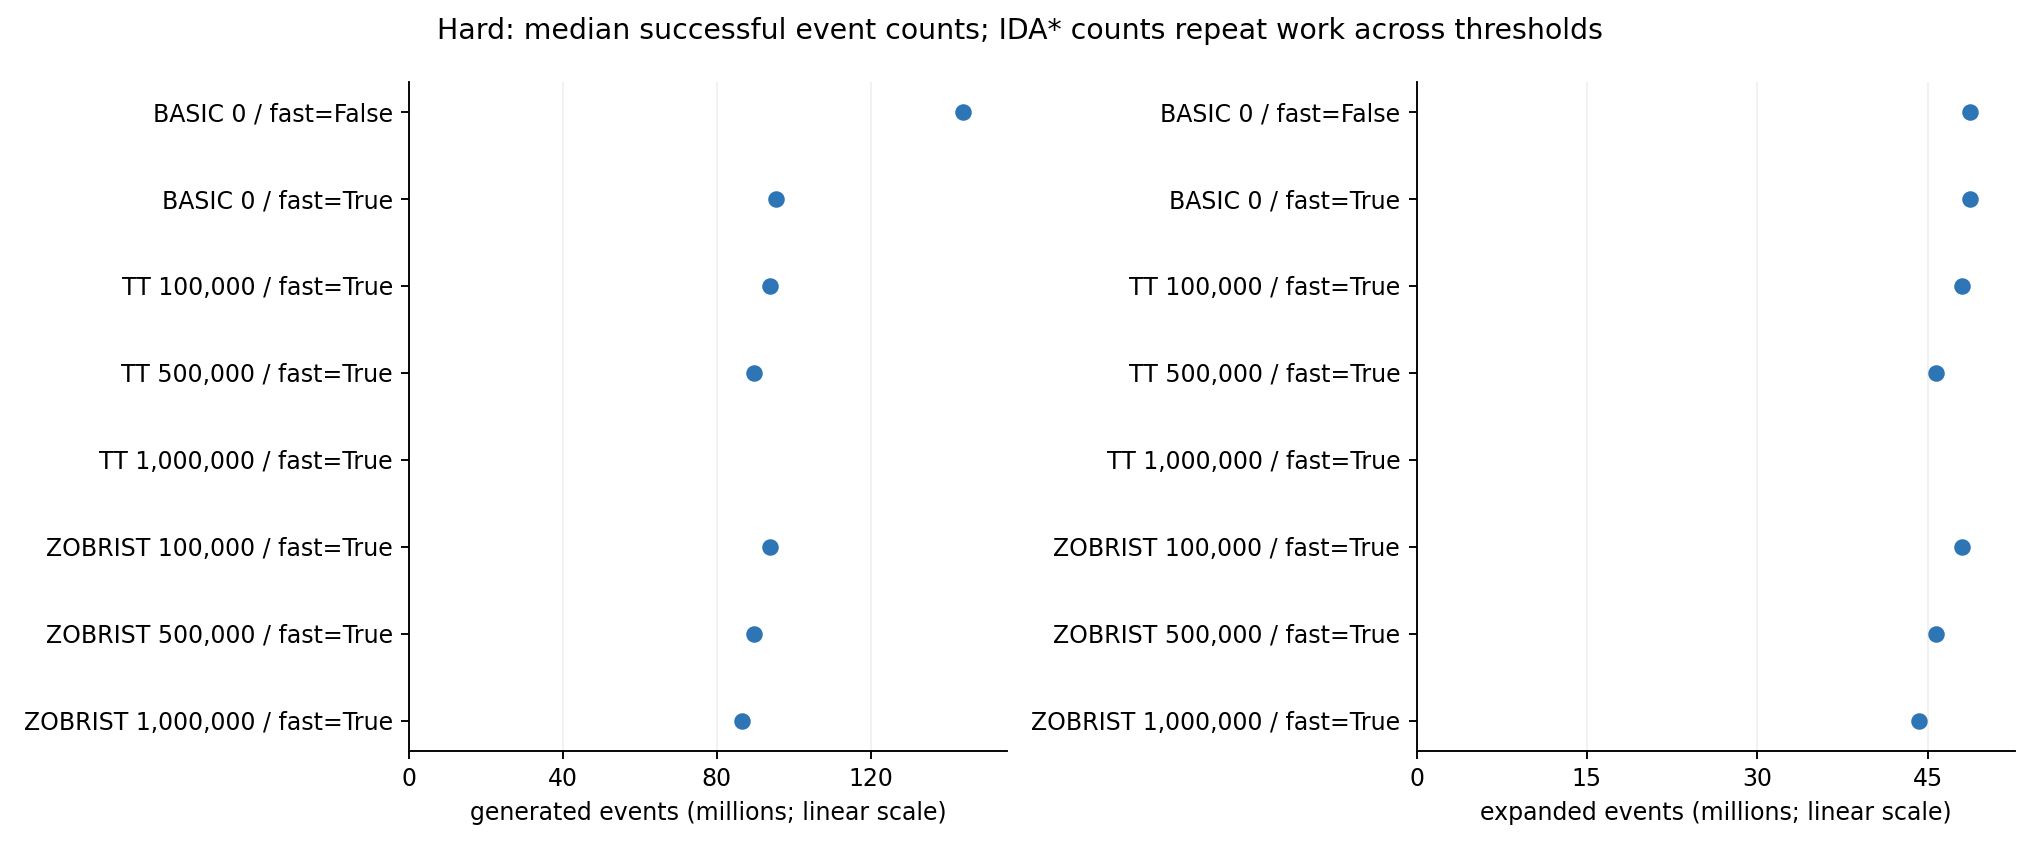 Hard: median successful event counts; IDA* counts repeat work across thresholds
BASIC 0 / fast=False
BASIC 0 / fast=True
TT 100,000 / fast=True
TT 500,000 / fast=True
TT 1,000,000 / fast=True
ZOBRIST 100,000 / fast=True
ZOBRIST 500,000 / fast=True
ZOBRIST 1,000,000 / fast=True
0 40 80 120
generated events (millions; linear scale)
BASIC 0 / fast=False
BASIC 0 / fast=True
TT 100,000 / fast=True
TT 500,000 / fast=True
TT 1,000,000 / fast=True
ZOBRIST 100,000 / fast=True
ZOBRIST 500,000 / fast=True
ZOBRIST 1,000,000 / fast=True
0 15 30 45
expanded events (millions; linear scale)